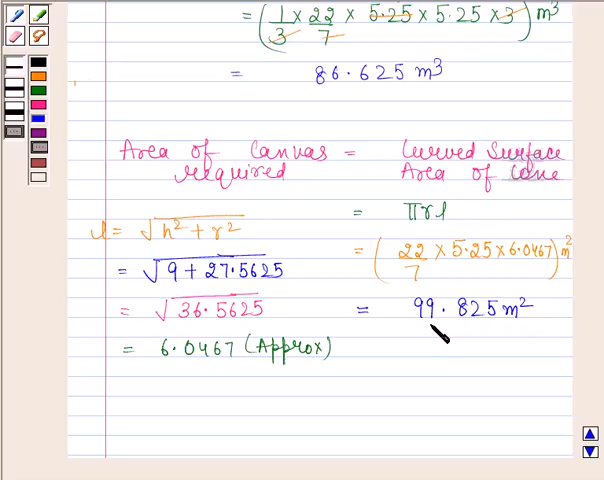 = (1/3 × 22/7 × 5.25 × 5.25 × 3) m³
= 86.625 m³
Area of Canvas required = Curved Surface Area of Cone
= πrl
l = √h² + r²
= √9 + 27.5625
= √36.5625
= 6.0467 (Approx)
= (22/7 × 5.25 × 6.0467) m²
= 99.825 m²